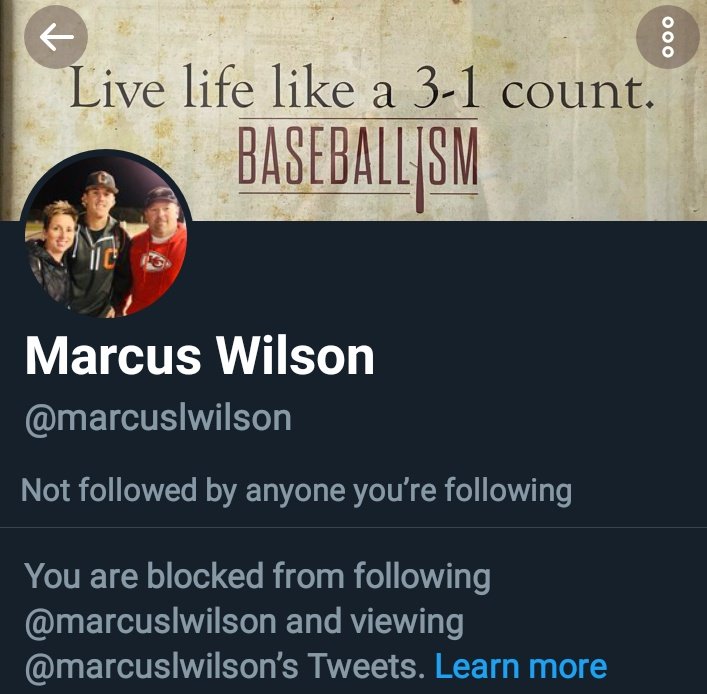 Live life like a 3-1 count.
BASEBALLISM
Marcus Wilson
@marcuslwilson
Not followed by anyone you’re following
You are blocked from following
@marcuslwilson and viewing
@marcuslwilson’s Tweets. Learn more